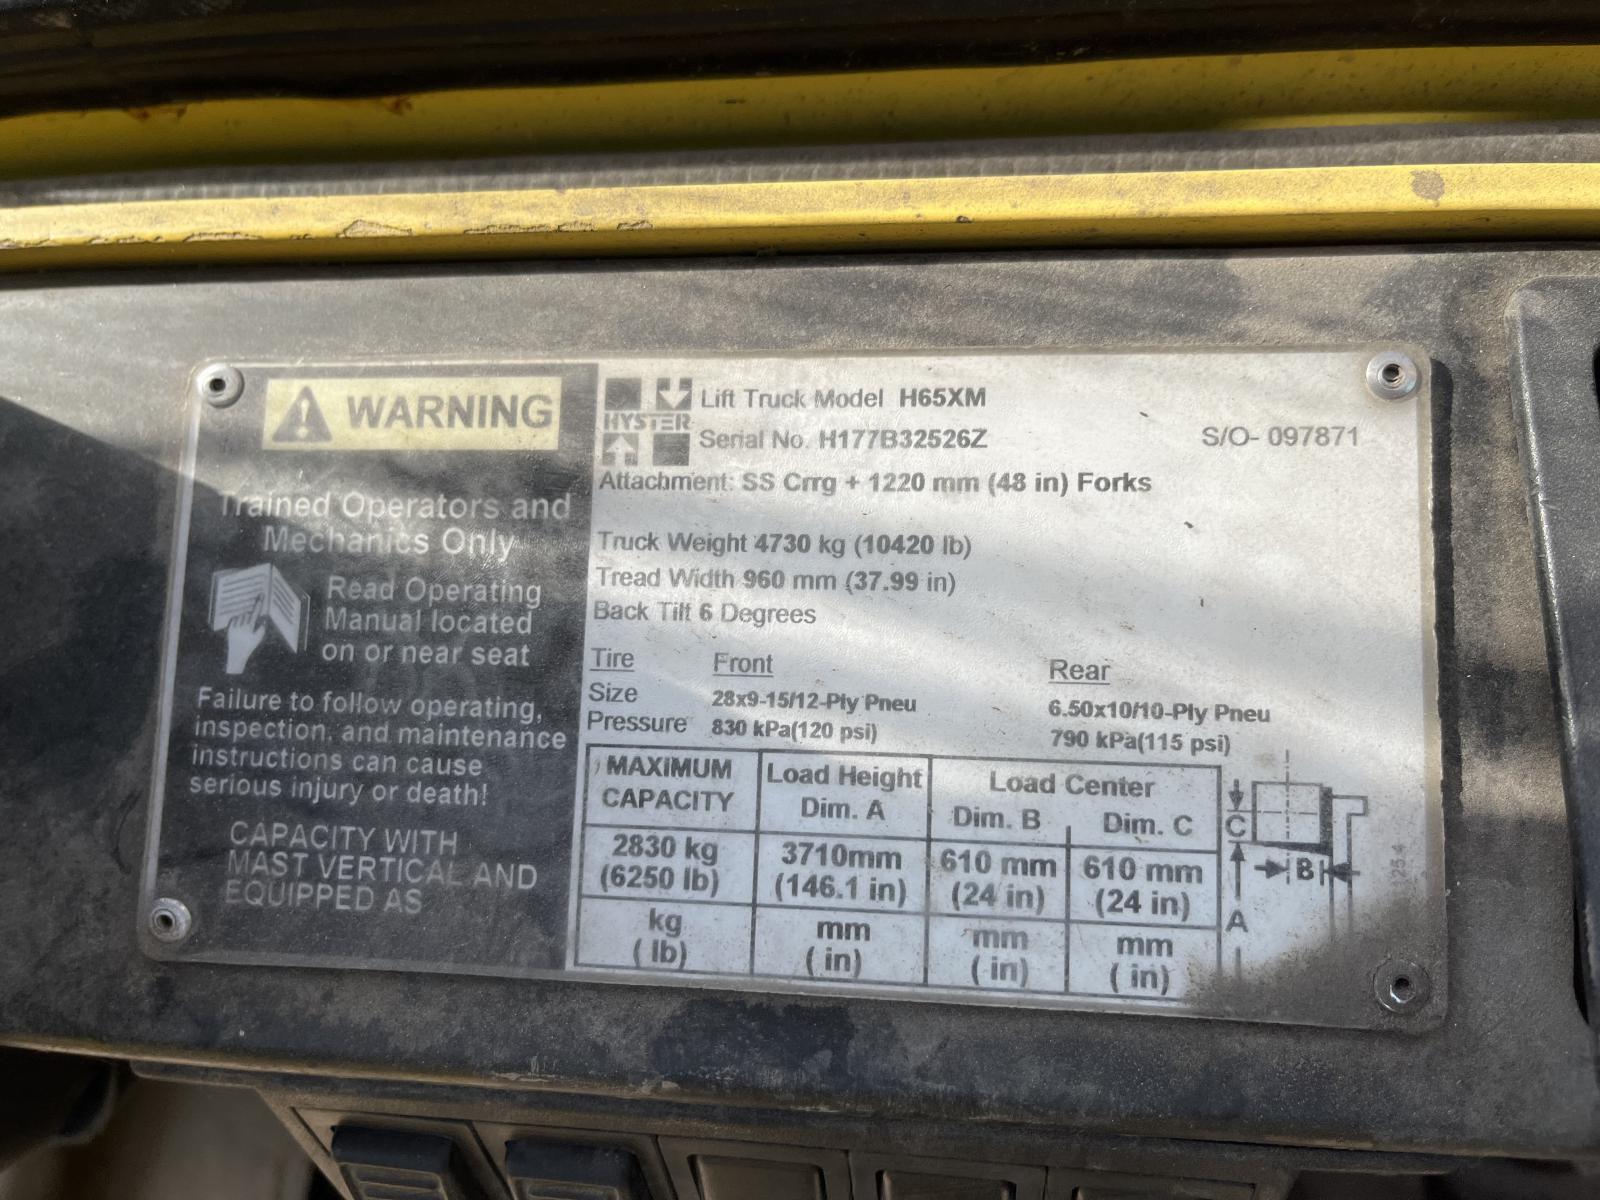 WARNING
Trained Operators and
Mechanics Only
Read Operating
Manual located
on or near seat
Failure to follow operating,
inspection, and maintenance
instructions can cause
serious injury or death!
CAPACITY WITH
MAST VERTICAL AND
EQUIPPED AS
HYSTER
Lift Truck Model H65XM
Serial No. H177B32526Z S/O- 097871
Attachment: SS Crrg + 1220 mm (48 in) Forks
Truck Weight 4730 kg (10420 lb)
Tread Width 960 mm (37.99 in)
Back Tilt 6 Degrees
Tire Front Rear
Size 28x9-15/12-Ply Pneu 6.50x10/10-Ply Pneu
Pressure 830 kPa(120 psi) 790 kPa(115 psi)
MAXIMUM CAPACITY Load Height Dim. A Load Center Dim. B Dim. C
2830 kg 3710mm 610 mm 610 mm
(6250 lb) (146.1 in) (24 in) (24 in)
kg mm mm mm
( lb) ( in) ( in) ( in)
C
B
A